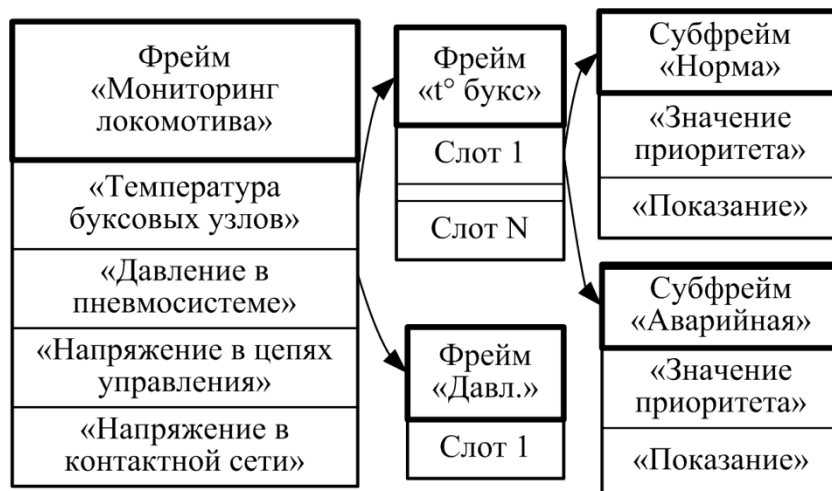 Фрейм
«Мониторинг
локомотива»
«Температура
буксовых узлов»
«Давление в
пневмосистеме»
«Напряжение в цепях
управления»
«Напряжение в
контактной сети»
Фрейм
«t° букс»
Слот 1
Слот N
Фрейм
«Давл.»
Слот 1
Субфрейм
«Норма»
«Значение
приоритета»
«Показание»
Субфрейм
«Аварийная»
«Значение
приоритета»
«Показание»